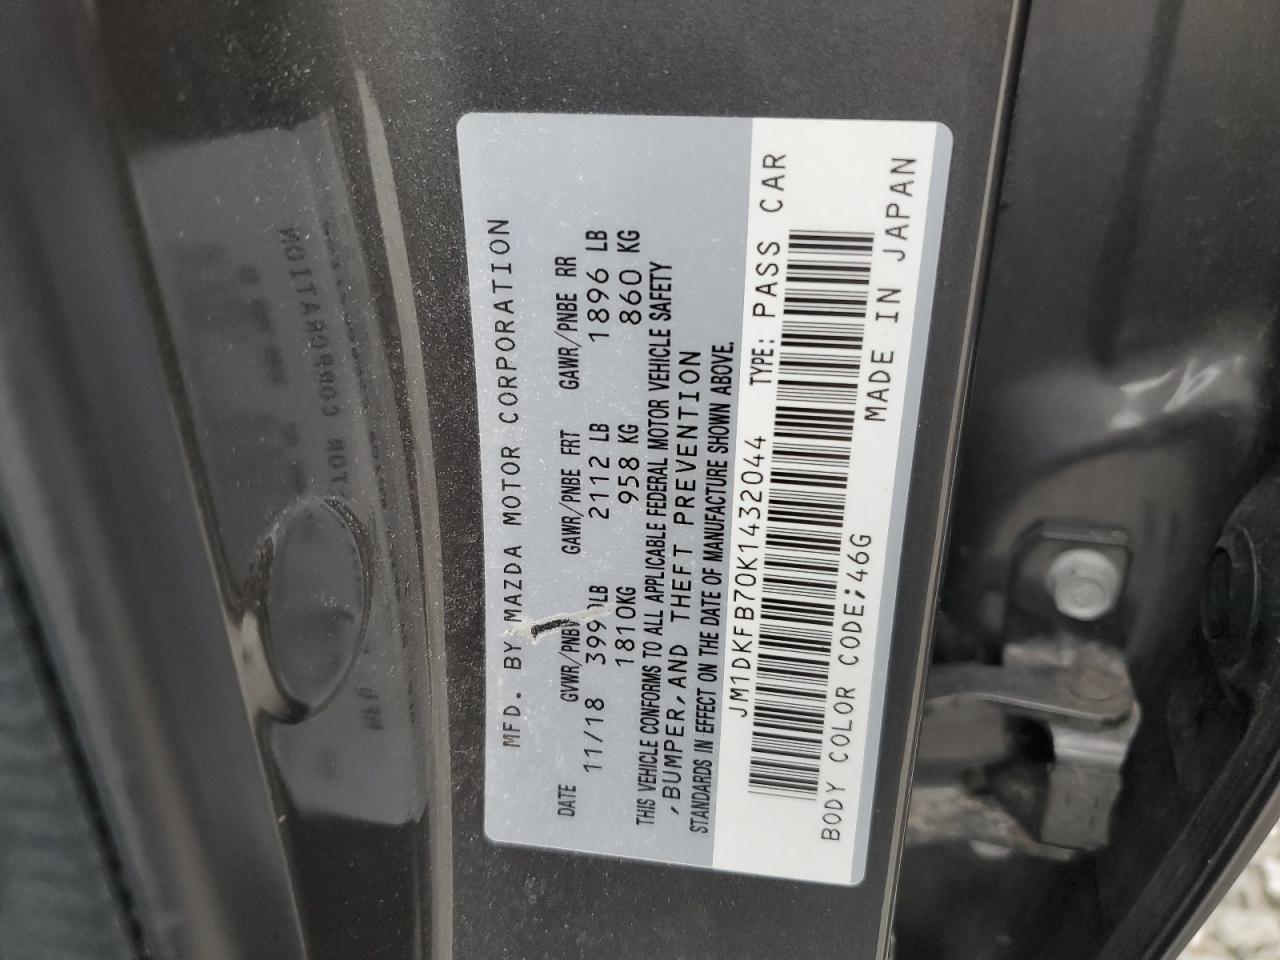 MFD. BY MAZDA MOTOR CORPORATION
DATE GVWR/PNBV GAWR/PNBE FRT GAWR/PNBE RR
11/18 LB 2112 LB 1896 LB
1810KG 958 KG 860 KG
THIS VEHICLE CONFORMS TO ALL APPLICABLE FEDERAL MOTOR VEHICLE SAFETY
,BUMPER,AND THEFT PREVENTION
STANDARDS IN EFFECT ON THE DATE OF MANUFACTURE SHOWN ABOVE.
JM1DKFB70K1432044 TYPE: PASS CAR
BODY COLOR CODE;46G MADE IN JAPAN